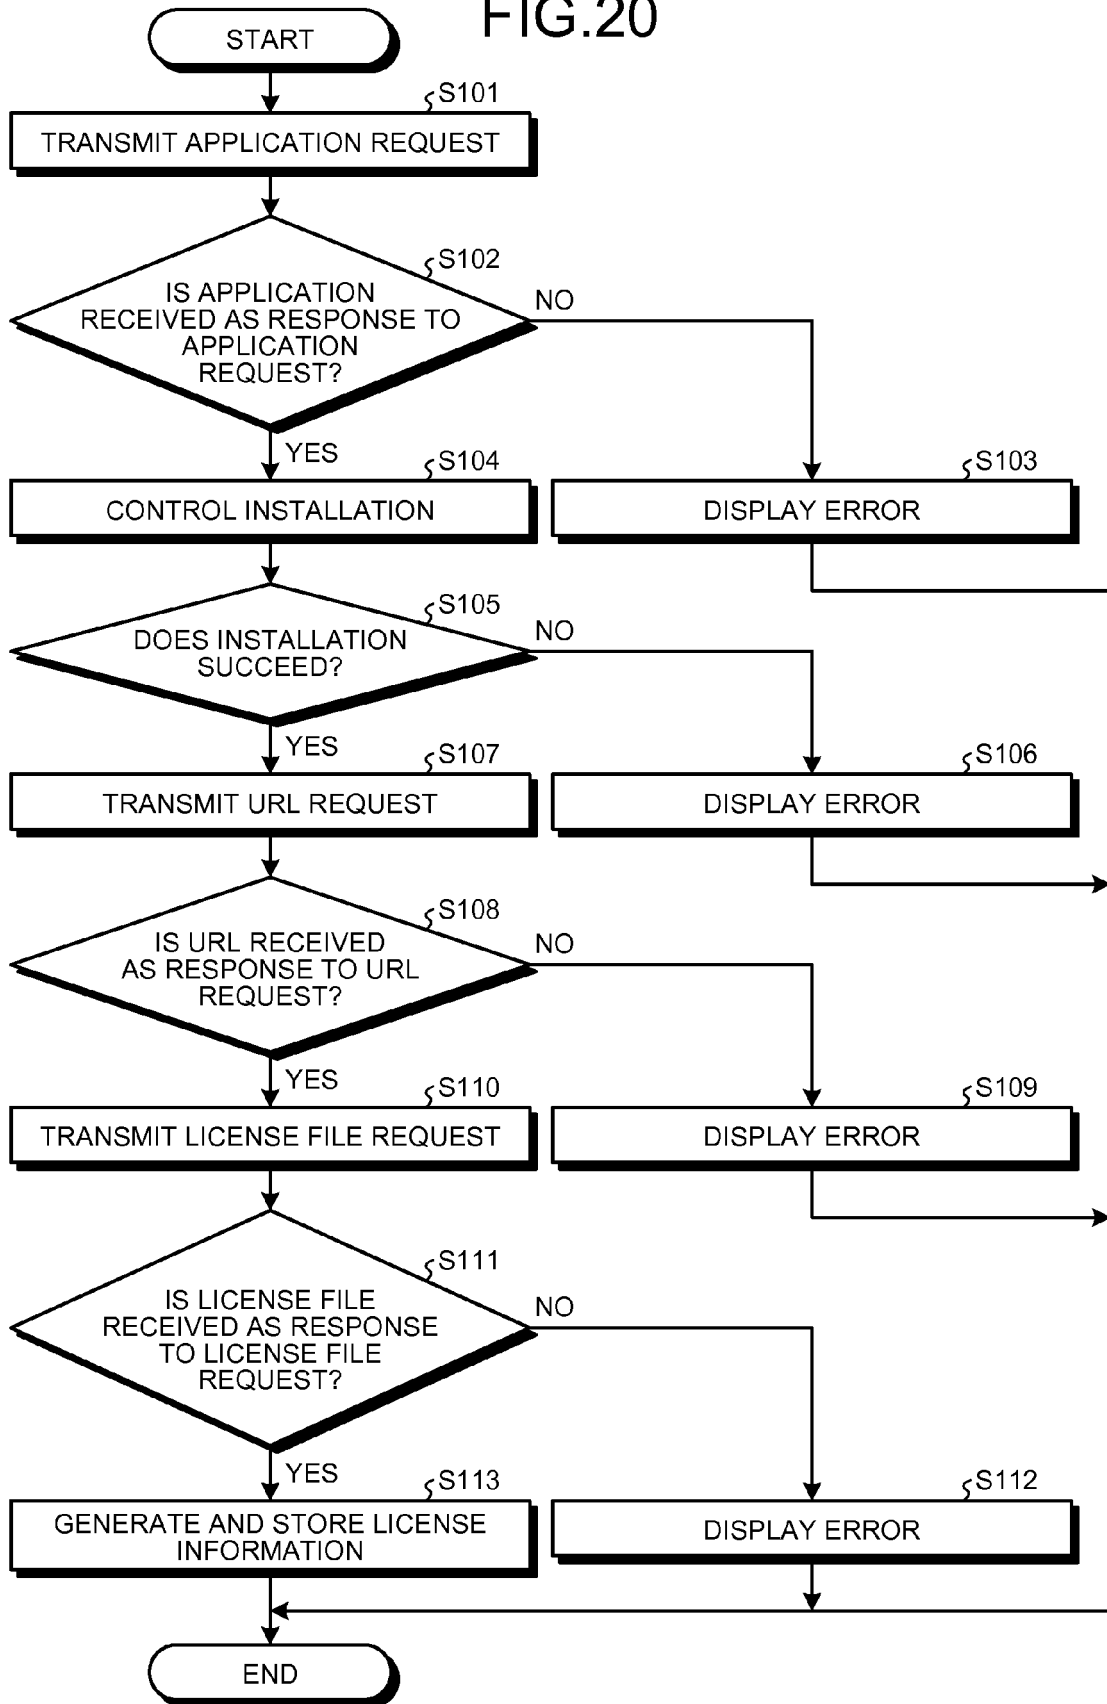 FIG.20
START
S101
TRANSMIT APPLICATION REQUEST
S102
IS APPLICATION
RECEIVED AS RESPONSE TO
APPLICATION
REQUEST?
NO
YES
S104
CONTROL INSTALLATION
S103
DISPLAY ERROR
S105
DOES INSTALLATION
SUCCEED?
NO
YES
S107
TRANSMIT URL REQUEST
S106
DISPLAY ERROR
S108
IS URL RECEIVED
AS RESPONSE TO URL
REQUEST?
NO
YES
S110
TRANSMIT LICENSE FILE REQUEST
S109
DISPLAY ERROR
S111
IS LICENSE FILE
RECEIVED AS RESPONSE
TO LICENSE FILE
REQUEST?
NO
YES
S113
GENERATE AND STORE LICENSE
INFORMATION
S112
DISPLAY ERROR
END